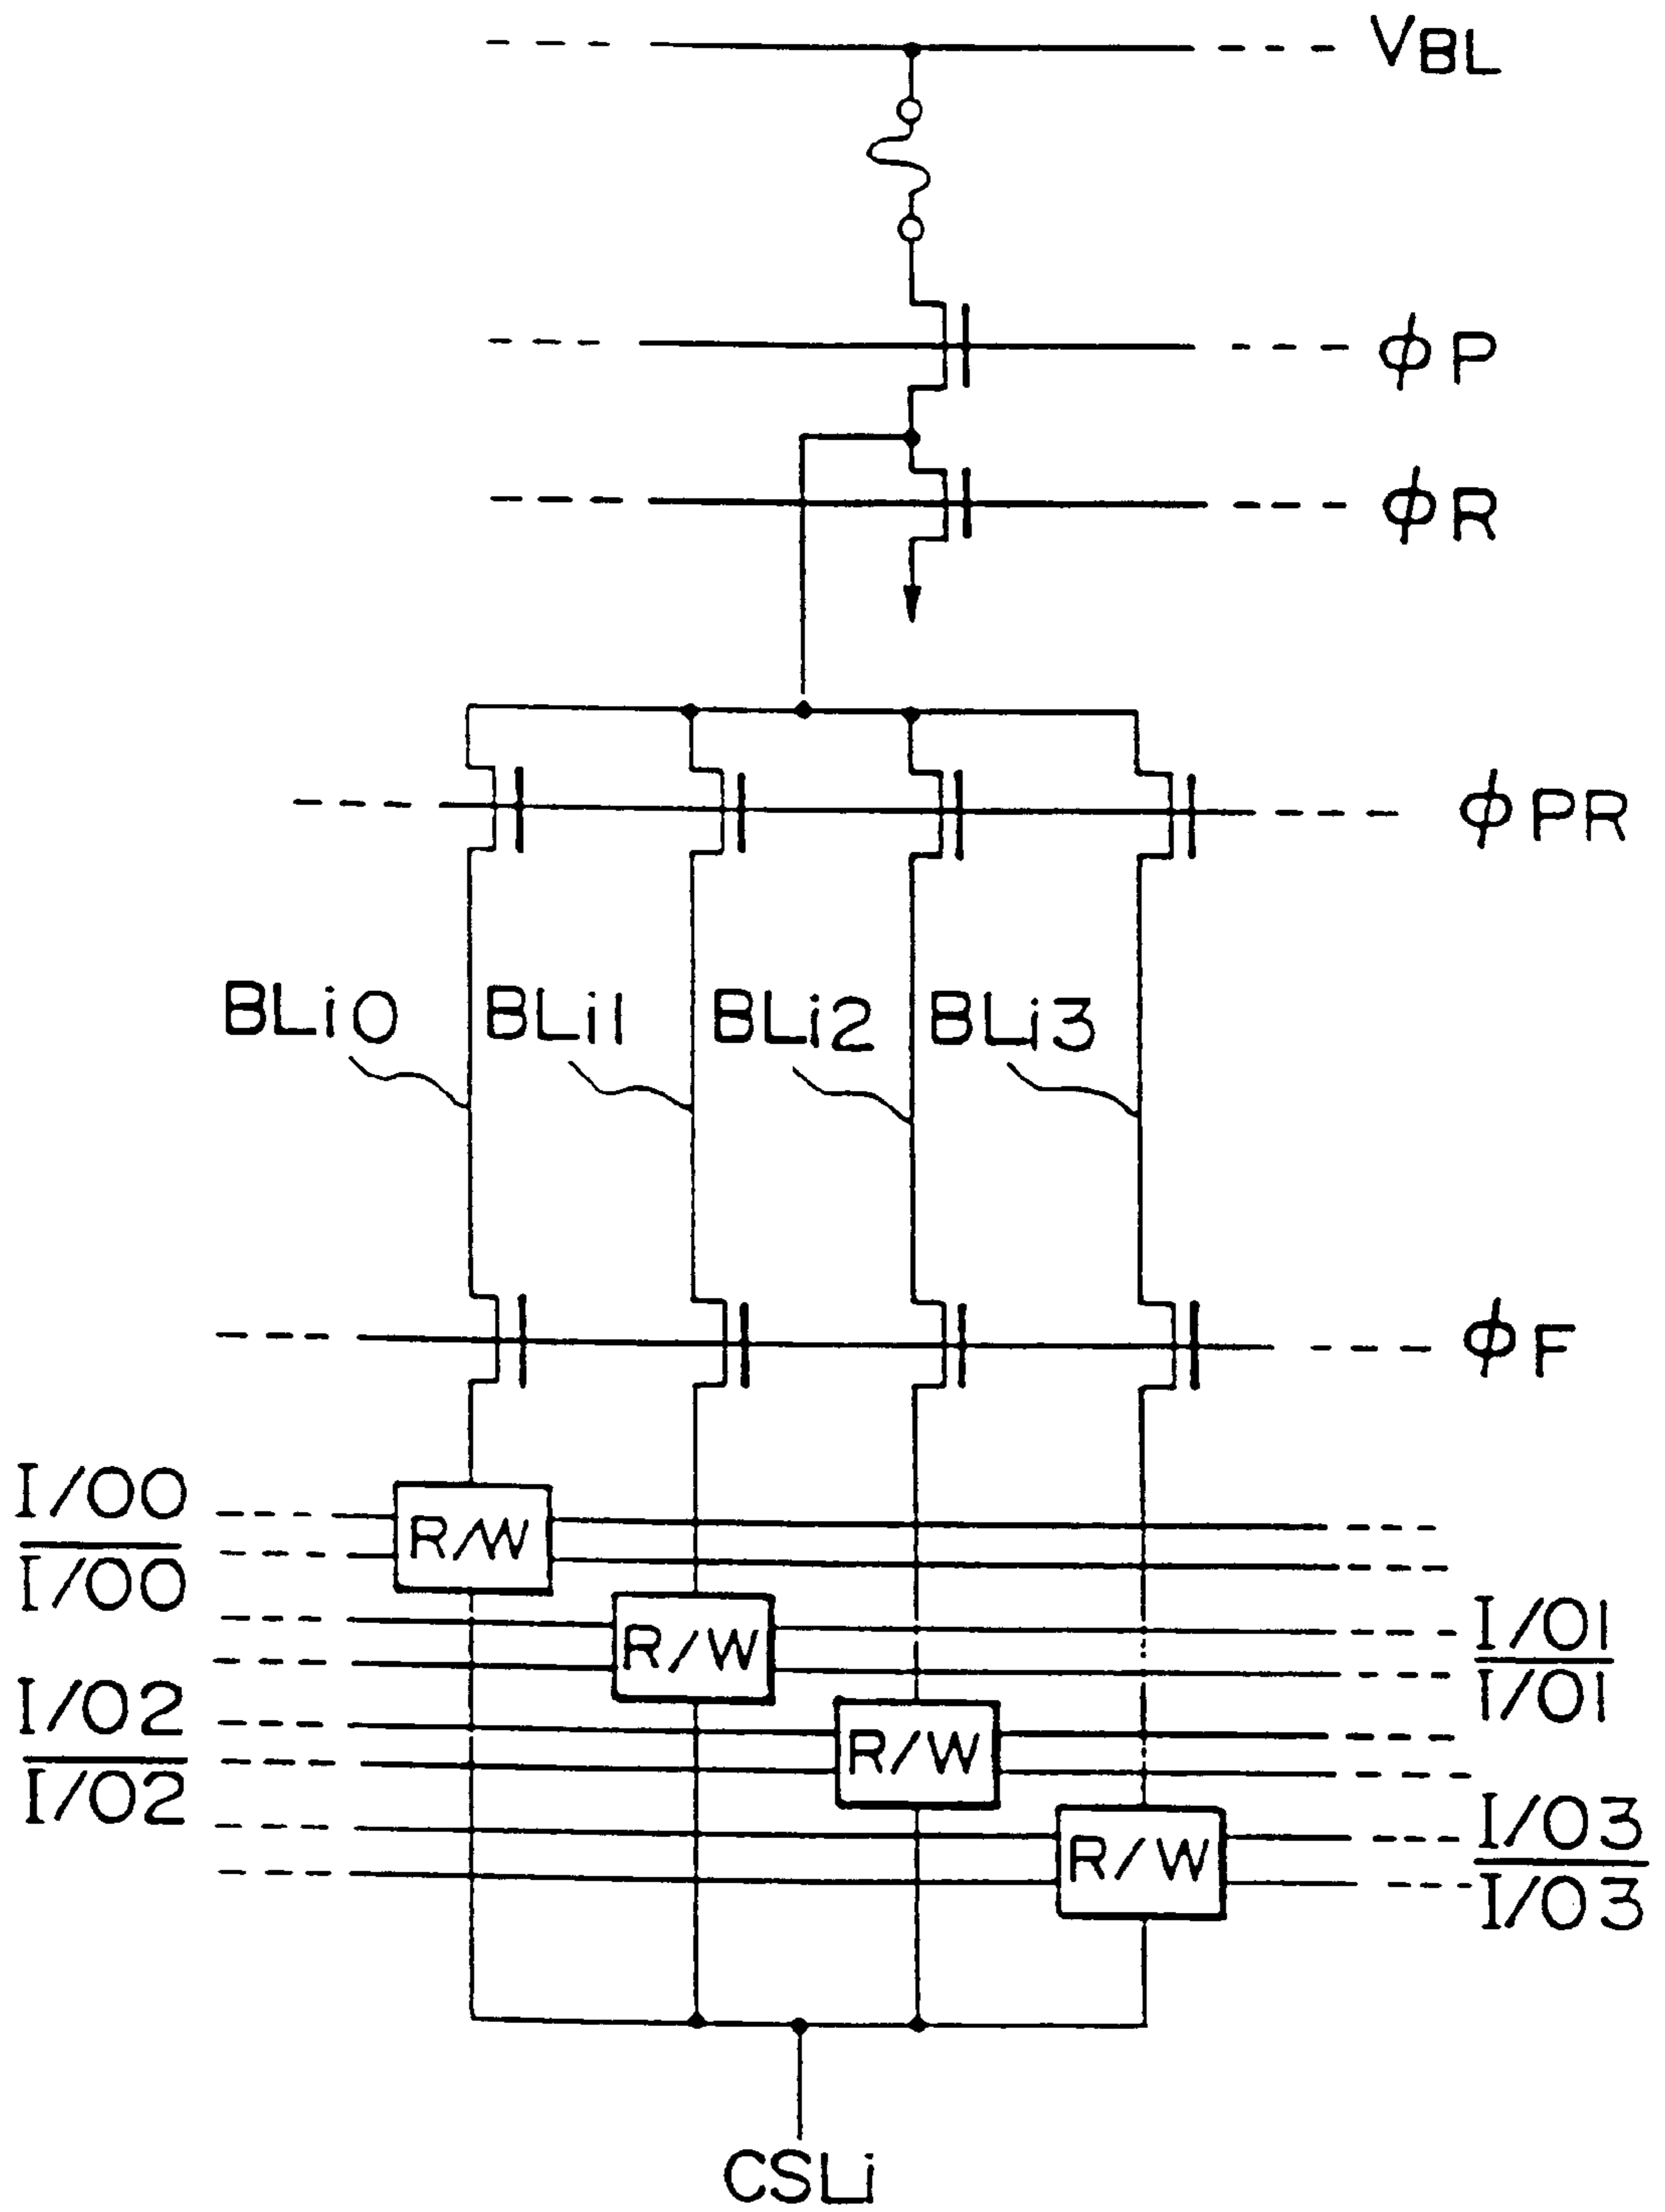 VBL
ϕP
ϕR
ϕPR
BLi0 BLi1 BLi2 BLi3
ϕF
I/O0
R/W
I/O0
I/O1
R/W
I/O1
I/O2
R/W
I/O2
I/O3
R/W
I/O3
CSLi